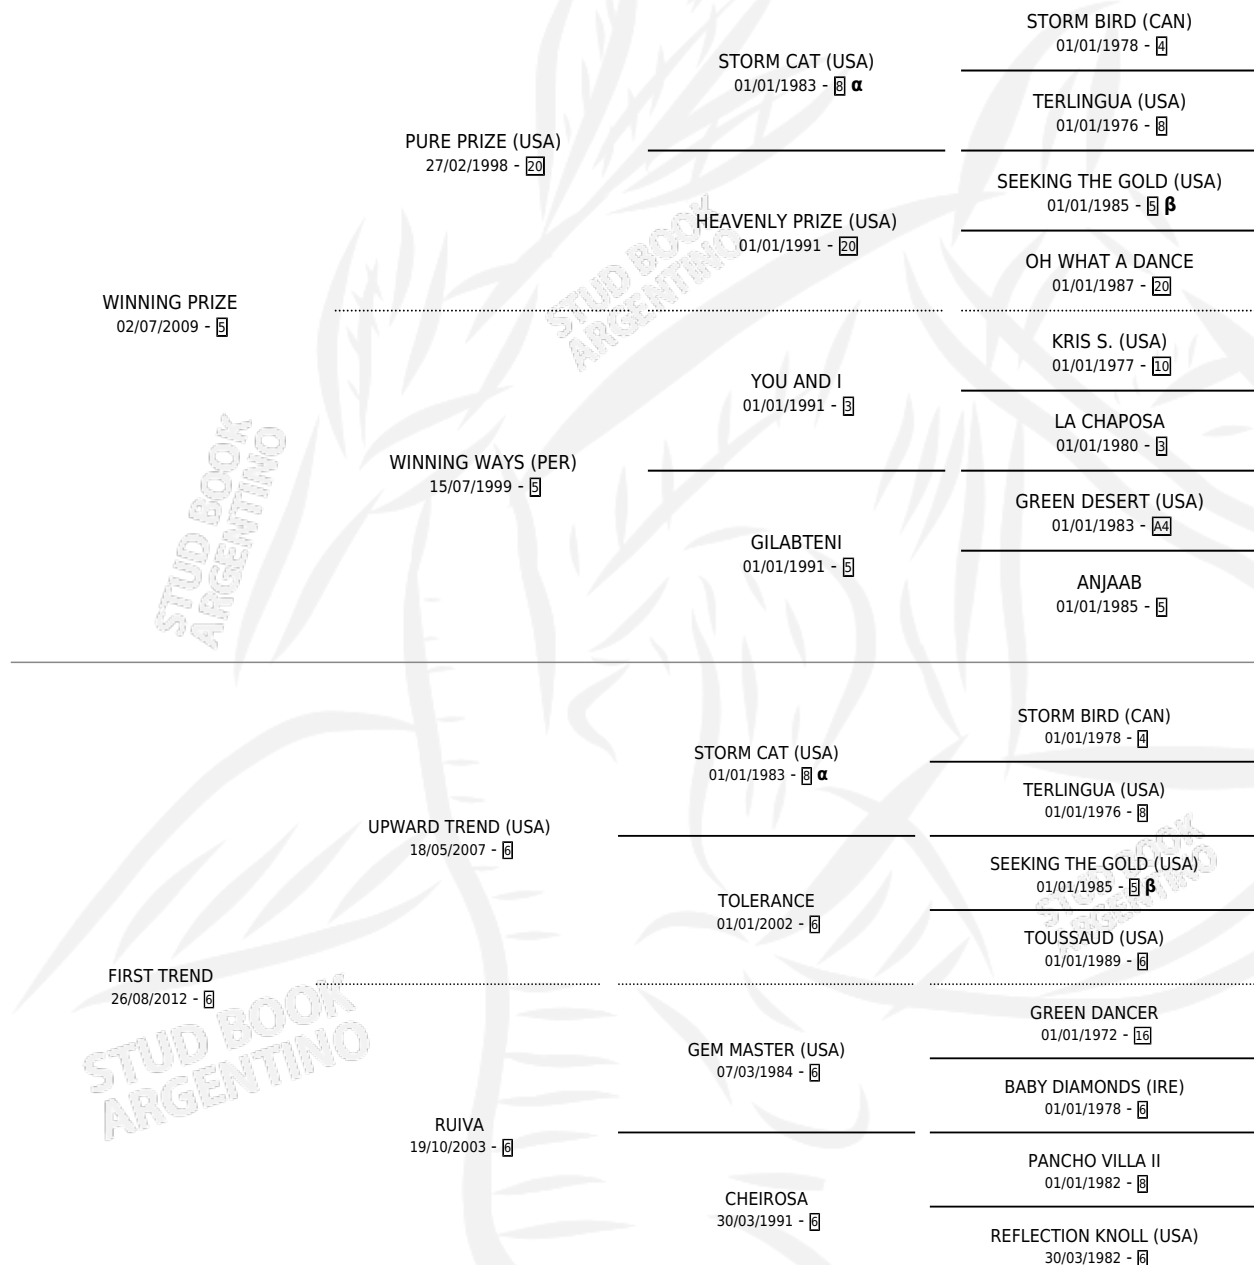 STORM BIRD (CAN)
01/01/1978 - 4
STORM CAT (USA)
01/01/1983 - 8 α
TERLINGUA (USA)
01/01/1976 - 8
PURE PRIZE (USA)
27/02/1998 - 20
SEEKING THE GOLD (USA)
01/01/1985 - 5 β
HEAVENLY PRIZE (USA)
01/01/1991 - 20
OH WHAT A DANCE
01/01/1987 - 20
WINNING PRIZE
02/07/2009 - 5
KRIS S. (USA)
01/01/1977 - 10
YOU AND I
01/01/1991 - 3
LA CHAPOSA
01/01/1980 - 3
WINNING WAYS (PER)
15/07/1999 - 5
GREEN DESERT (USA)
01/01/1983 - A4
GILABTENI
01/01/1991 - 5
ANJAAB
01/01/1985 - 5
STUD BOOK
ARGENTINO
STUD BOOK
ARGENTINO
STORM BIRD (CAN)
01/01/1978 - 4
STORM CAT (USA)
01/01/1983 - 8 α
TERLINGUA (USA)
01/01/1976 - 8
UPWARD TREND (USA)
18/05/2007 - 6
SEEKING THE GOLD (USA)
01/01/1985 - 5 β
TOLERANCE
01/01/2002 - 6
TOUSSAUD (USA)
01/01/1989 - 6
FIRST TREND
26/08/2012 - 6
GREEN DANCER
01/01/1972 - 16
GEM MASTER (USA)
07/03/1984 - 6
BABY DIAMONDS (IRE)
01/01/1978 - 6
RUIVA
19/10/2003 - 6
PANCHO VILLA II
01/01/1982 - 8
CHEIROSA
30/03/1991 - 6
REFLECTION KNOLL (USA)
30/03/1982 - 6
STUD BOOK
ARGENTINO
STUD BOOK
ARGENTINO